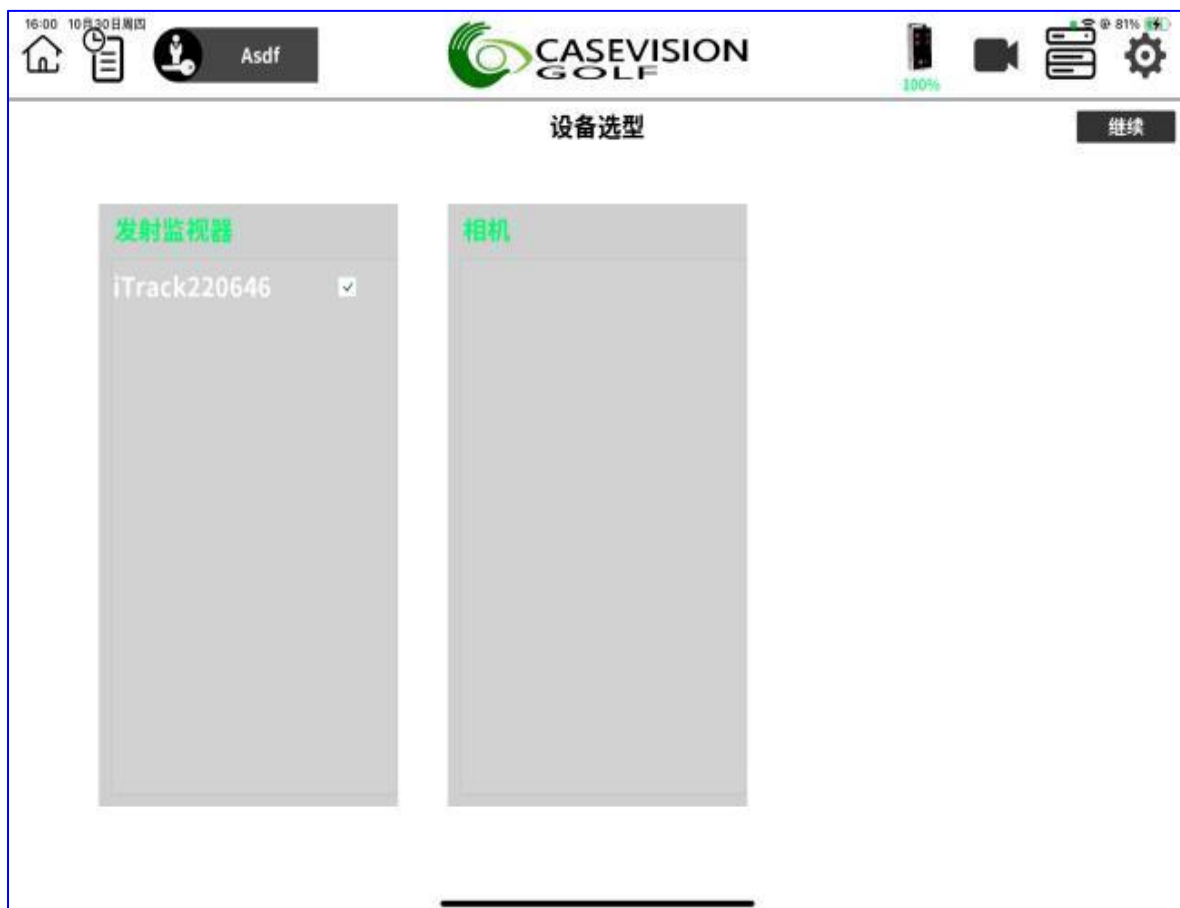 16:00 10月30日周四
81%
Asdf
CASEVISION
GOLF
100%
设备选型
继续
发射监视器
相机
iTrack220646